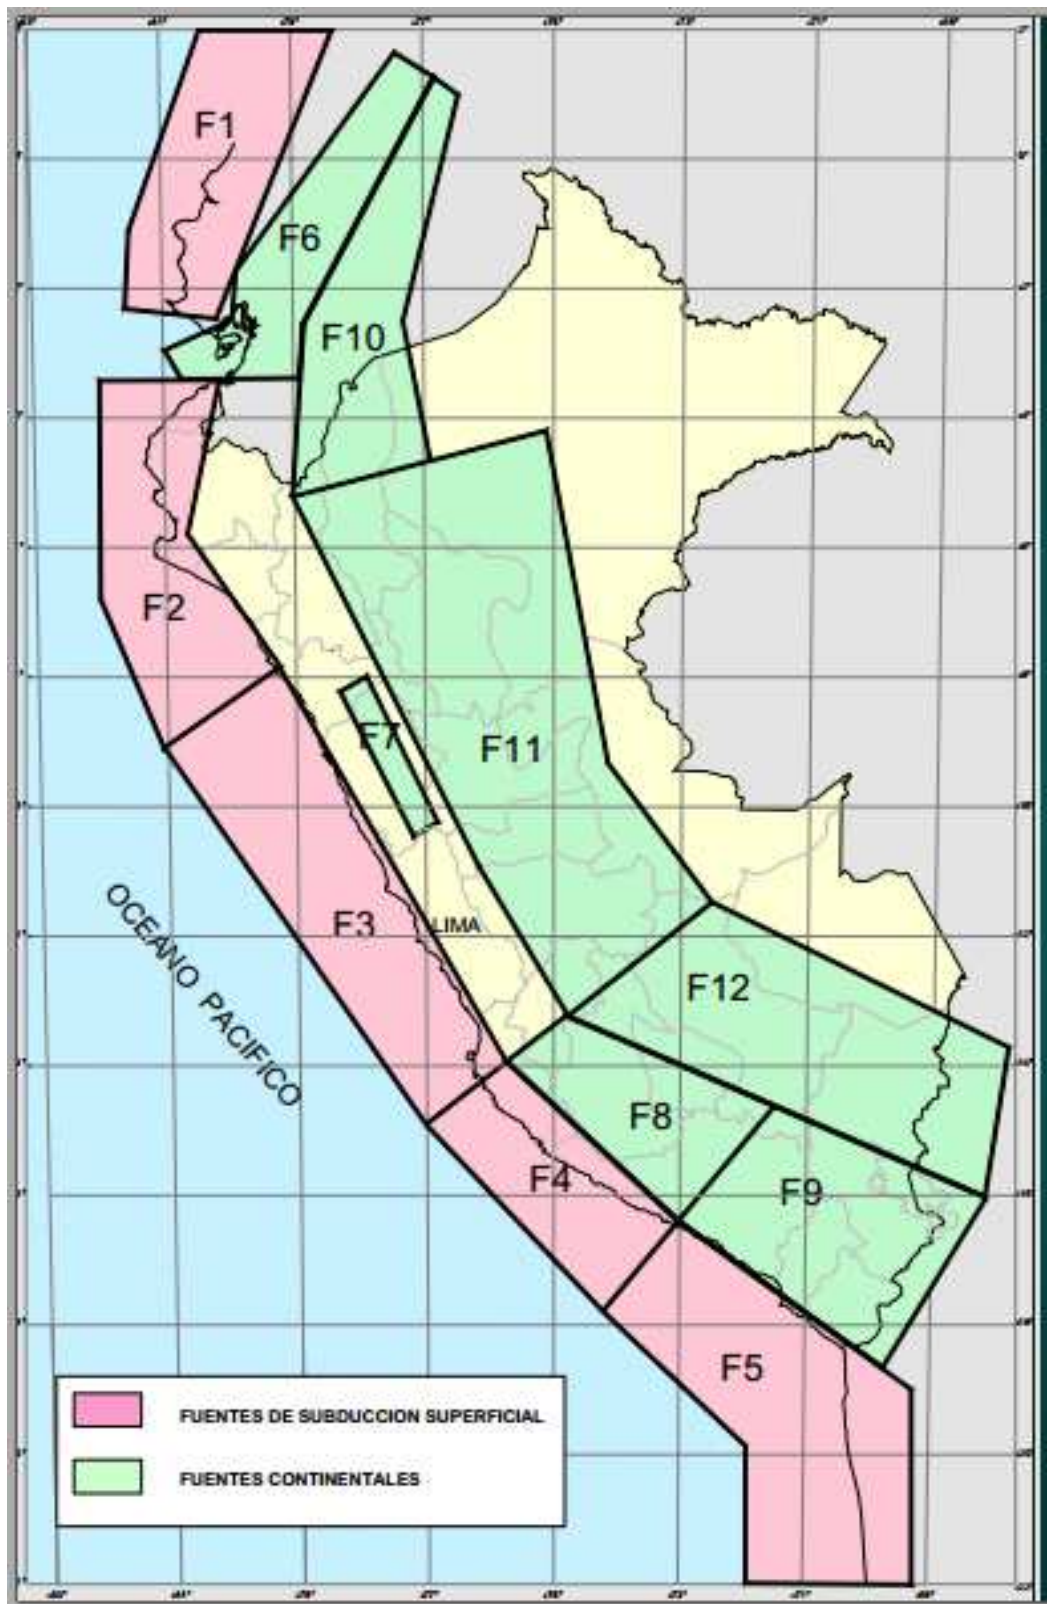 F1
F6
F10
F2
F7
F11
F3
LIMA
OCEANO PACIFICO
F12
F8
F4
F9
F5
FUENTES DE SUBDUCCION SUPERFICIAL
FUENTES CONTINENTALES